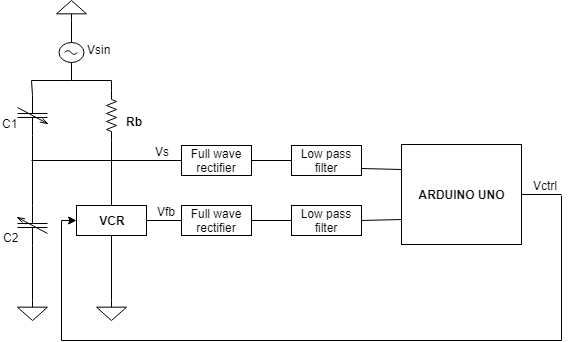 Vsin
C1
Rb
Vs
Full wave
rectifier
Low pass
filter
ARDUINO UNO
Vctrl
VCR
Vfb
Full wave
rectifier
Low pass
filter
C2